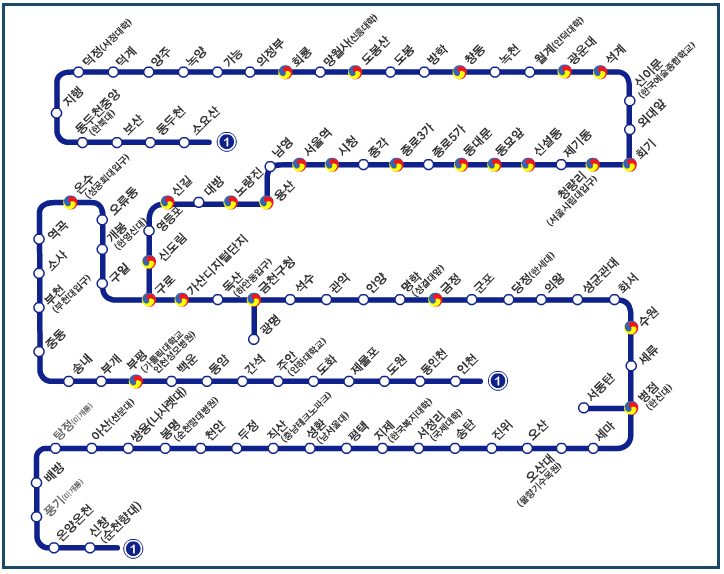 덕정(서정대학)
덕계
양주
녹양
가능
의정부
회룡
망월사(신흥대학)
도봉산
도봉
방학
창동
녹천
월계(인덕대학)
광운대
석계
신이문
(한국예술종합학교)
외대앞
회기
지행
동두천중앙
(한북대)
보산
동두천
소요산
1
남영
서울역
시청
종각
종로3가
종로5가
동대문
동묘앞
신설동
제기동
청량리
(서울시립대입구)
온수
(성공회대입구)
오류동
개봉
(한영신대)
구일
역곡
소사
부천
(부천대입구)
중동
신길
대방
노량진
용산
영등포
신도림
구로
가산디지털단지
독산
(하안동입구)
금천구청
석수
관악
안양
명학
(성결대앞)
금정
군포
당정(한세대)
의왕
성균관대
화서
광명
수원
세류
서동탄
병점
(한신대)
송내
부개
부평
(가톨릭대학교
인천성모병원)
백운
동암
간석
주안
(인하대학교)
도화
제물포
도원
동인천
인천
1
탕정(미개통)
아산(선문대)
쌍용(나사렛대)
봉명
(순천향대병원)
천안
두정
직산
(충남테크노파크)
성환
(남서울대)
평택
지제
(한국복지대학)
서정리
(국제대학)
송탄
진위
오산
오산대
(물향기수목원)
세마
배방
풍기(미개통)
온양온천
신창
(순천향대)
1